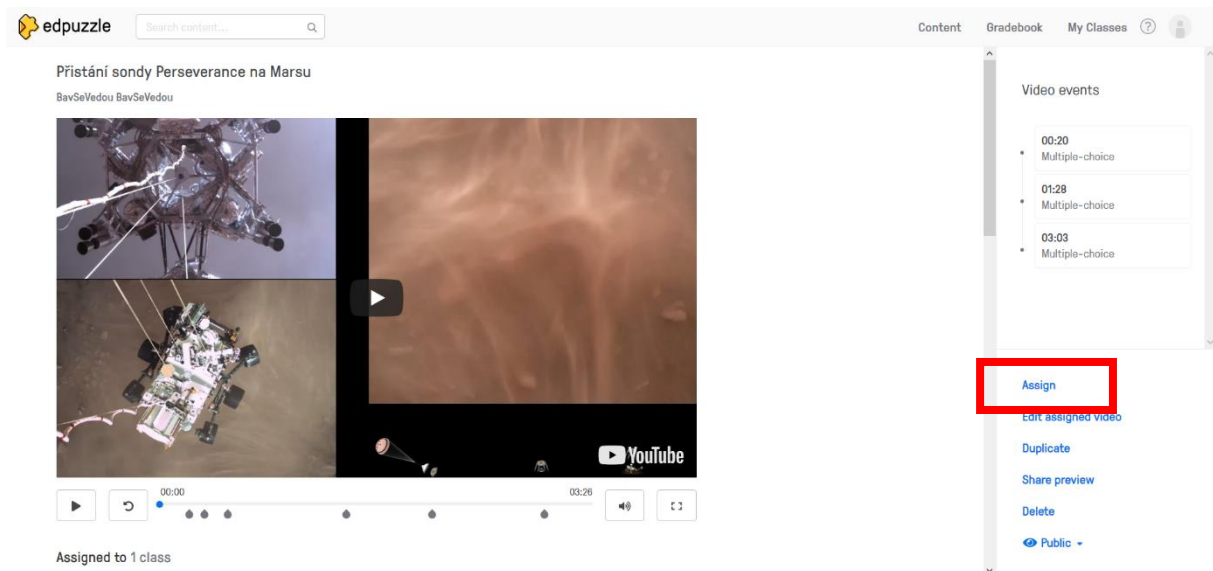 edpuzzle
Search content...
Content Gradebook My Classes ?
Přistání sondy Perseverance na Marsu
BavSeVedou BavSeVedou
YouTube
00:00
03:26
Assigned to 1 class
Video events
00:20
Multiple-choice
01:28
Multiple-choice
03:03
Multiple-choice
Assign
Edit assigned video
Duplicate
Share preview
Delete
Public